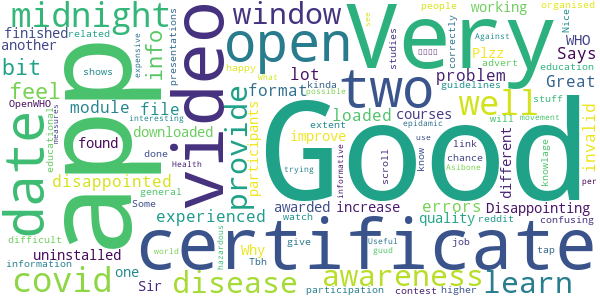 midnight
window
Very
finished
related
another
expensive
info
presentations
open
happy
What
see
studies
people
Against
correctly
working
advert
organised
Nice
education
WHO
Says
Plzz
Great
bit
feel
shows
OpenWHO
measures
module
interesting
file
format
kinda
possible
lot
two
problem
guidelines
stuff
will
movement
app
video
Good
date
educational
found
downloaded
provide
participants
loaded
courses
well
improve
extent
epidemic
different
link
chance
knowlage
invalid
per
disappointed
done
Health
trying
informative
scroll
know
use
Asibone
general
Some
experienced
awarded
increase
errors
Disappointing
watch
quality
reddit
confusing
difficult
uninstalled
certificate
information
world
Why
Tbh
hazardous
give
Useful
guud
job
tap
covid
one
Sir
disease
awareness
learn
participation
contest
higher